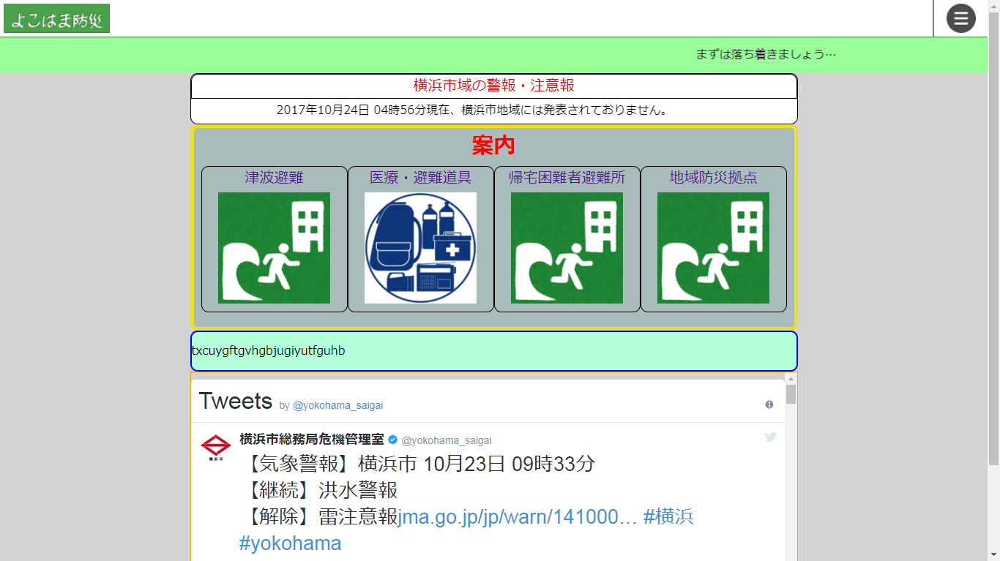 よこはま防災
まずは落ち着きましょう…
横浜市域の警報・注意報
2017年10月24日 04時56分現在、横浜市地域には発表されておりません。
案内
津波避難 医療・避難道具 帰宅困難者避難所 地域防災拠点
txcuygftgvhgbjugiyutfguhb
Tweets by @yokohama_saigai
横浜市総務局危機管理室 @yokohama_saigai
【気象警報】横浜市 10月23日 09時33分
【継続】洪水警報
【解除】雷注意報jma.go.jp/jp/warn/141000… #横浜
#yokohama
横浜市